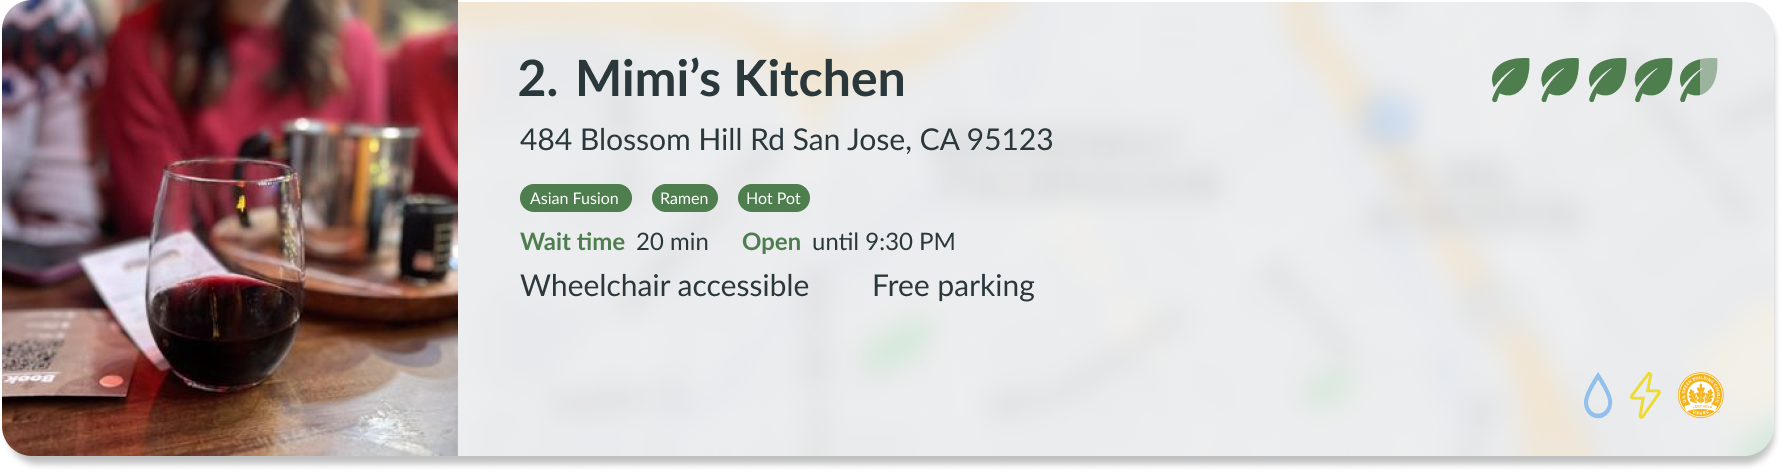 2. Mimi’s Kitchen
484 Blossom Hill Rd San Jose, CA 95123
Asian Fusion Ramen Hot Pot
Wait time 20 min Open until 9:30 PM
Wheelchair accessible Free parking
Book